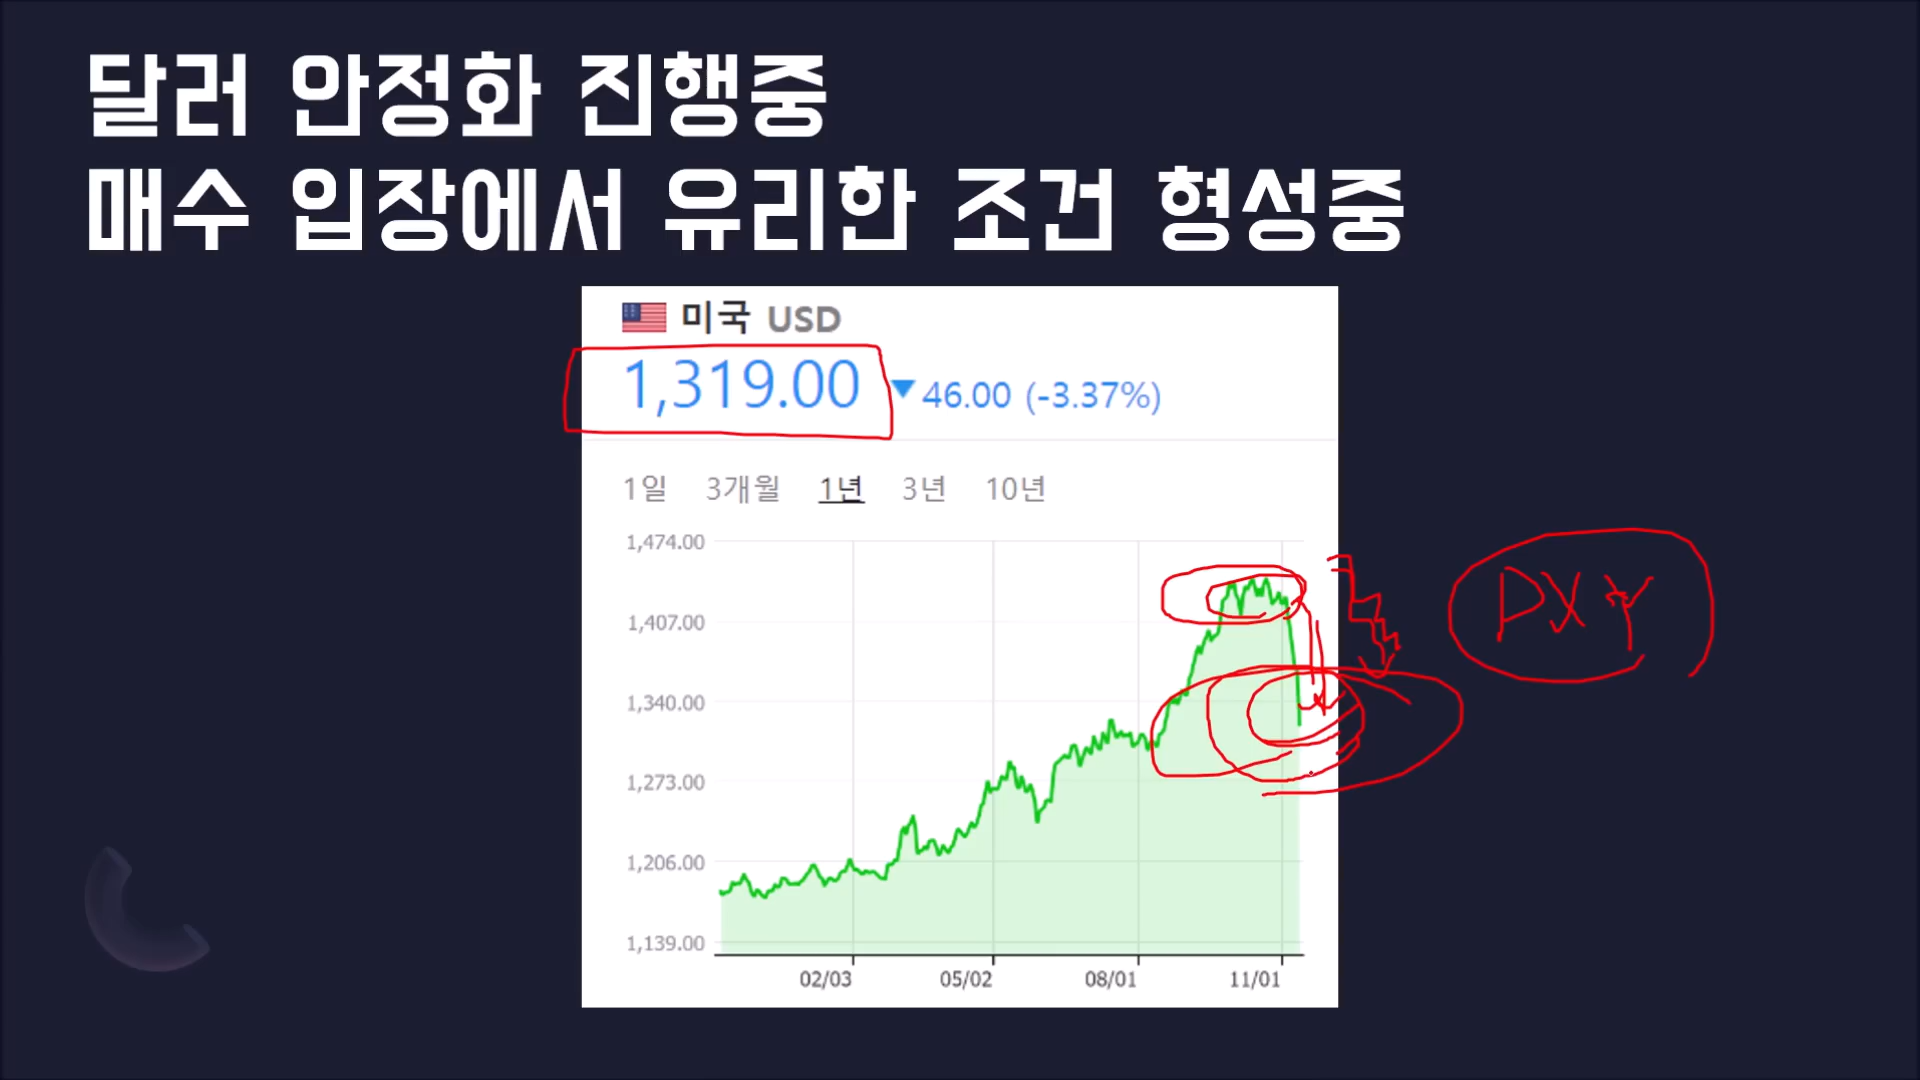 달러 안정화 진행중
매수 입장에서 유리한 조건 형성중
미국 USD
1,319.00 ▼46.00 (-3.37%)
1일 3개월 1년 3년 10년
1,474.00
1,407.00
1,340.00
1,273.00
1,206.00
1,139.00
02/03 05/02 08/01 11/01
DXY